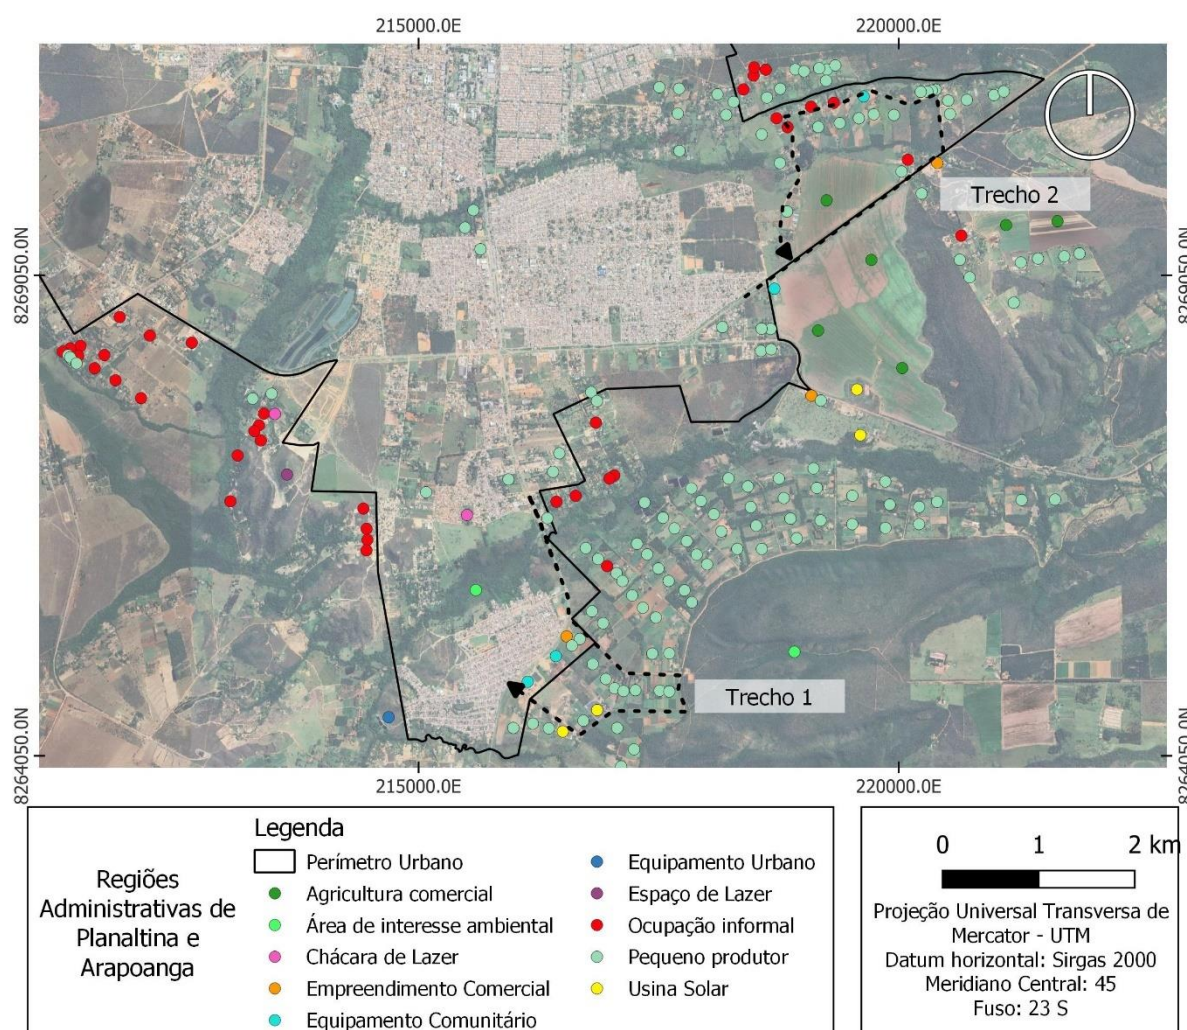 215000.0E
220000.0E
8269050.0N
8269050.0N
Trecho 2
Trecho 1
8264050.0N
8264050.0N
215000.0E
220000.0E
Regiões
Administrativas de
Planaltina e
Arapoanga
Legenda
Perímetro Urbano
Agricultura comercial
Área de interesse ambiental
Chácara de Lazer
Empreendimento Comercial
Equipamento Comunitário
Equipamento Urbano
Espaço de Lazer
Ocupação informal
Pequeno produtor
Usina Solar
0 1 2 km
Projeção Universal Transversa de
Mercator - UTM
Datum horizontal: Sirgas 2000
Meridiano Central: 45
Fuso: 23 S